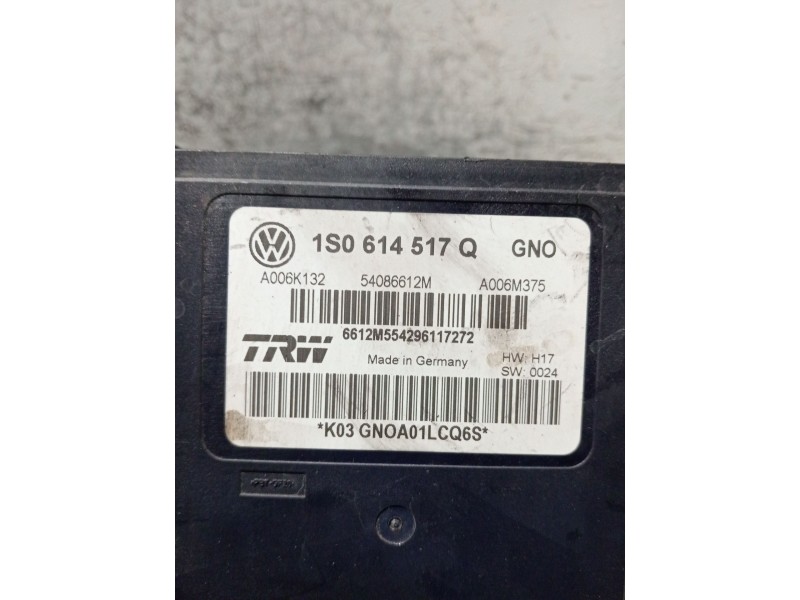 1S0 614 517 Q GNO
A006K132 54086612M A006M375
6612M554296117272
TRW Made in Germany HW: H17
SW: 0024
*K03 GNOA01LCQ6S*